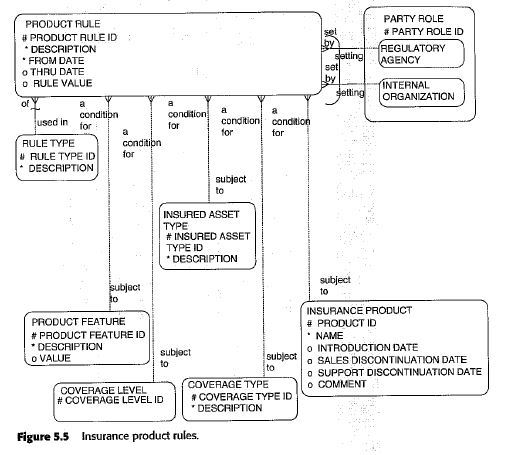 PRODUCT RULE
# PRODUCT RULE ID
* DESCRIPTION
* FROM DATE
o THRU DATE
o RULE VALUE
set
by
setting
set
by
setting
PARTY ROLE
# PARTY ROLE ID
REGULATORY
AGENCY
INTERNAL
ORGANIZATION
of
used in
a
condition
for
a
condition
for
a
condition
for
a
condition
for
a
condition
for
RULE TYPE
# RULE TYPE ID
* DESCRIPTION
subject
to
INSURED ASSET
TYPE
# INSURED ASSET
TYPE ID
* DESCRIPTION
subject
to
PRODUCT FEATURE
# PRODUCT FEATURE ID
* DESCRIPTION
o VALUE
subject
to
INSURANCE PRODUCT
# PRODUCT ID
* NAME
o INTRODUCTION DATE
o SALES DISCONTINUATION DATE
o SUPPORT DISCONTINUATION DATE
o COMMENT
subject
to
COVERAGE LEVEL
# COVERAGE LEVEL ID
subject
to
COVERAGE TYPE
# COVERAGE TYPE ID
* DESCRIPTION
Figure 5.5 Insurance product rules.